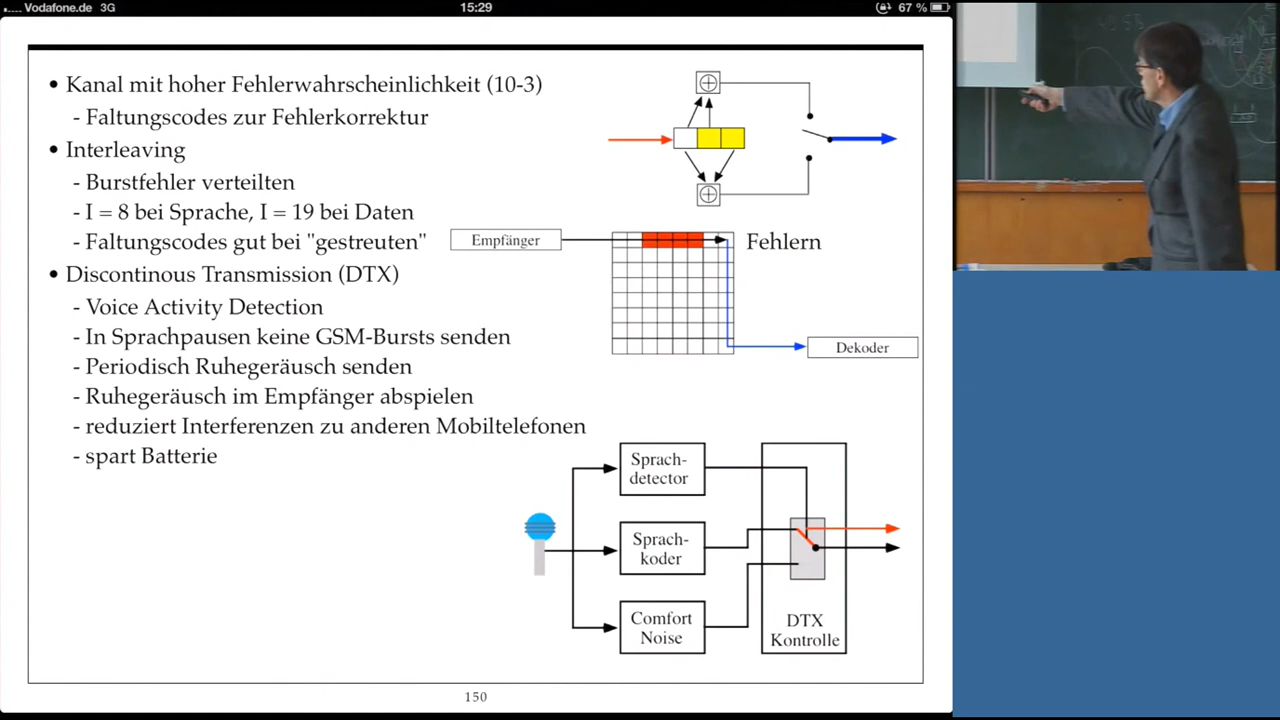 Vodafone.de 3G 15:29 67 %
• Kanal mit hoher Fehlerwahrscheinlichkeit (10-3)
- Faltungscodes zur Fehlerkorrektur
• Interleaving
- Burstfehler verteilten
- I = 8 bei Sprache, I = 19 bei Daten
- Faltungscodes gut bei "gestreuten" Fehlern
Empfänger
Dekoder
• Discontinous Transmission (DTX)
- Voice Activity Detection
- In Sprachpausen keine GSM-Bursts senden
- Periodisch Ruhegeräusch senden
- Ruhegeräusch im Empfänger abspielen
- reduziert Interferenzen zu anderen Mobiltelefonen
- spart Batterie
Sprach-
detector
Sprach-
koder
Comfort
Noise
DTX
Kontrolle
150